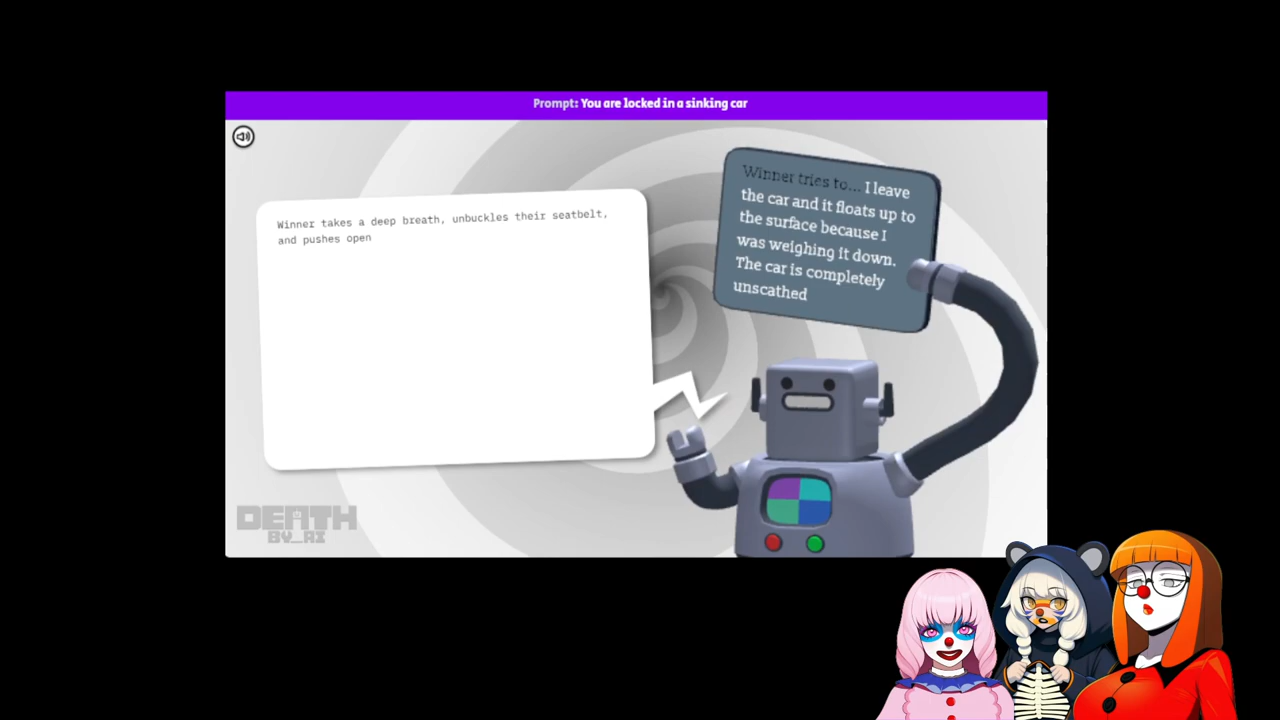 Prompt: You are locked in a sinking car
Winner takes a deep breath, unbuckles their seatbelt,
and pushes open
Winner tries to... I leave
the car and it floats up to
the surface because I
was weighing it down.
The car is completely
unscathed
DEATH
BY_AI